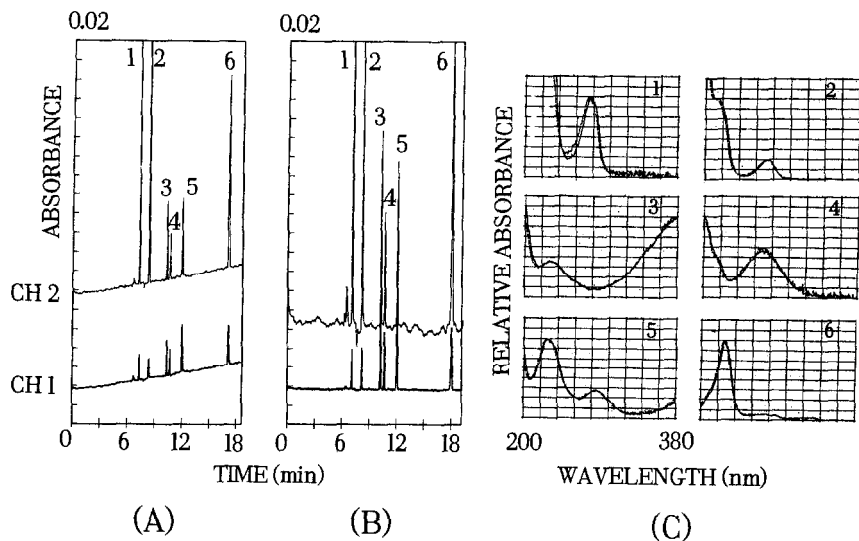 0.02
1 2 6
3 5
4
ABSORBANCE
CH 2
CH 1
0 6 12 18
0.02
1 2 6
3
5
4
0 6 12 18
TIME (min)
(A)
(B)
RELATIVE ABSORBANCE
1 2
3 4
5 6
200 380
WAVELENGTH (nm)
(C)